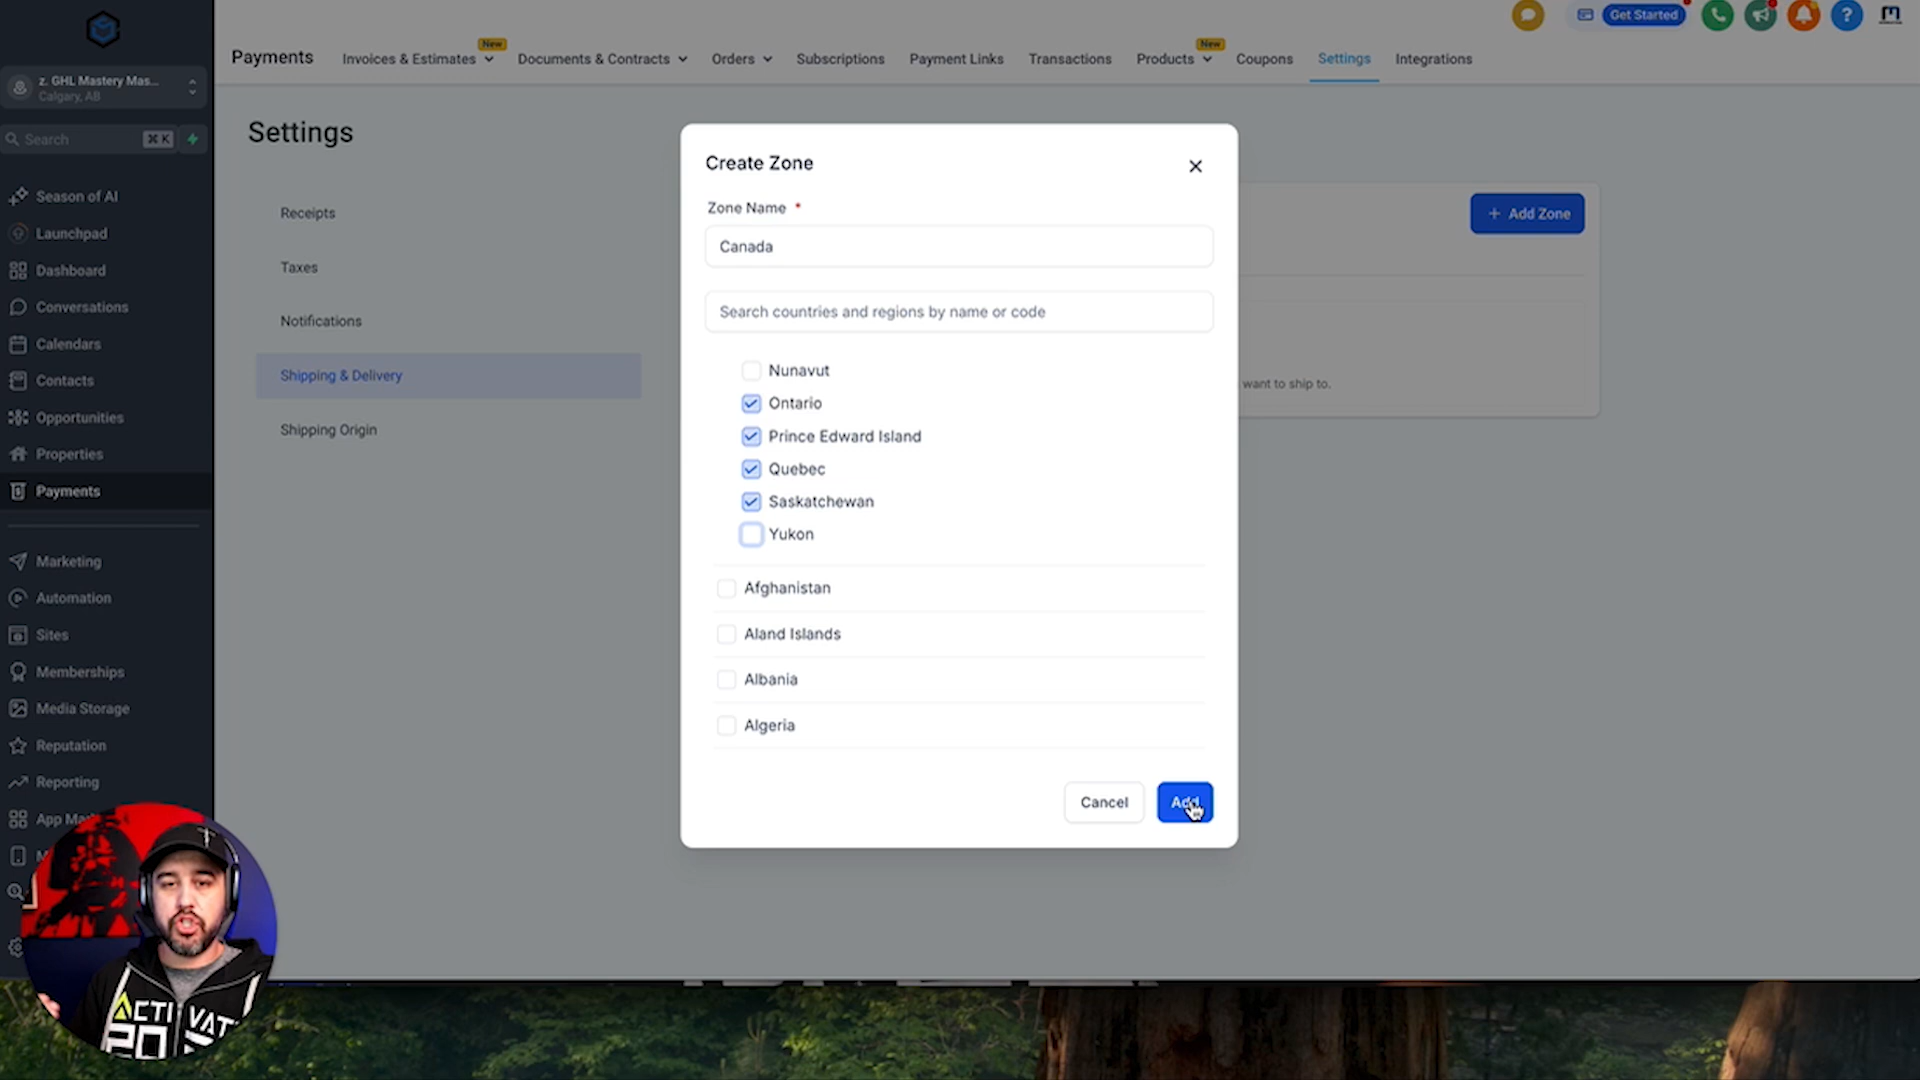 Get Started
z. GHL Mastery Mas...
Calgary, AB
Search
⌘ K
Season of AI
Launchpad
Dashboard
Conversations
Calendars
Contacts
Opportunities
Properties
Payments
Marketing
Automation
Sites
Memberships
Media Storage
Reputation
Reporting
App Ma
Payments
Invoices & Estimates
New
Documents & Contracts
Orders
Subscriptions
Payment Links
Transactions
Products
New
Coupons
Settings
Integrations
Settings
Receipts
Taxes
Notifications
Shipping & Delivery
Shipping Origin
+ Add Zone
want to ship to.
Create Zone
Zone Name *
Canada
Search countries and regions by name or code
Nunavut
Ontario
Prince Edward Island
Quebec
Saskatchewan
Yukon
Afghanistan
Aland Islands
Albania
Algeria
Cancel
Add
ACTIVAT
20